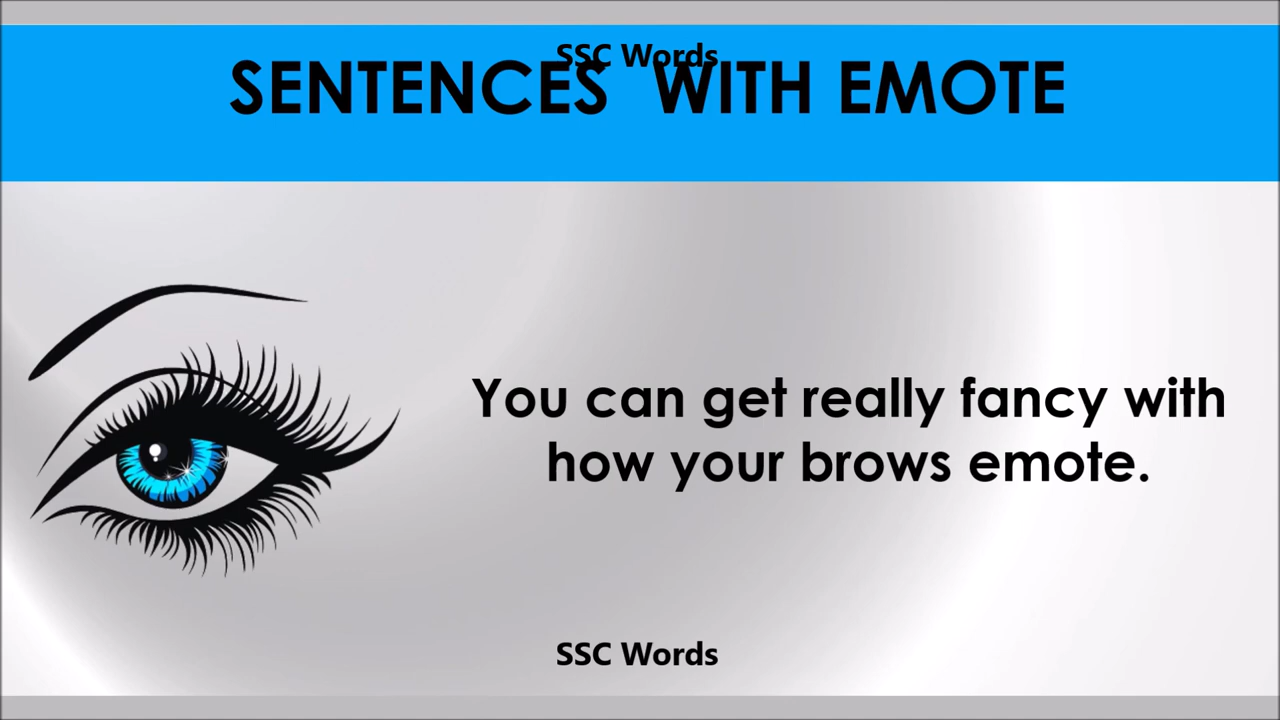 SSC Words
SENTENCES WITH EMOTE
You can get really fancy with
how your brows emote.
SSC Words